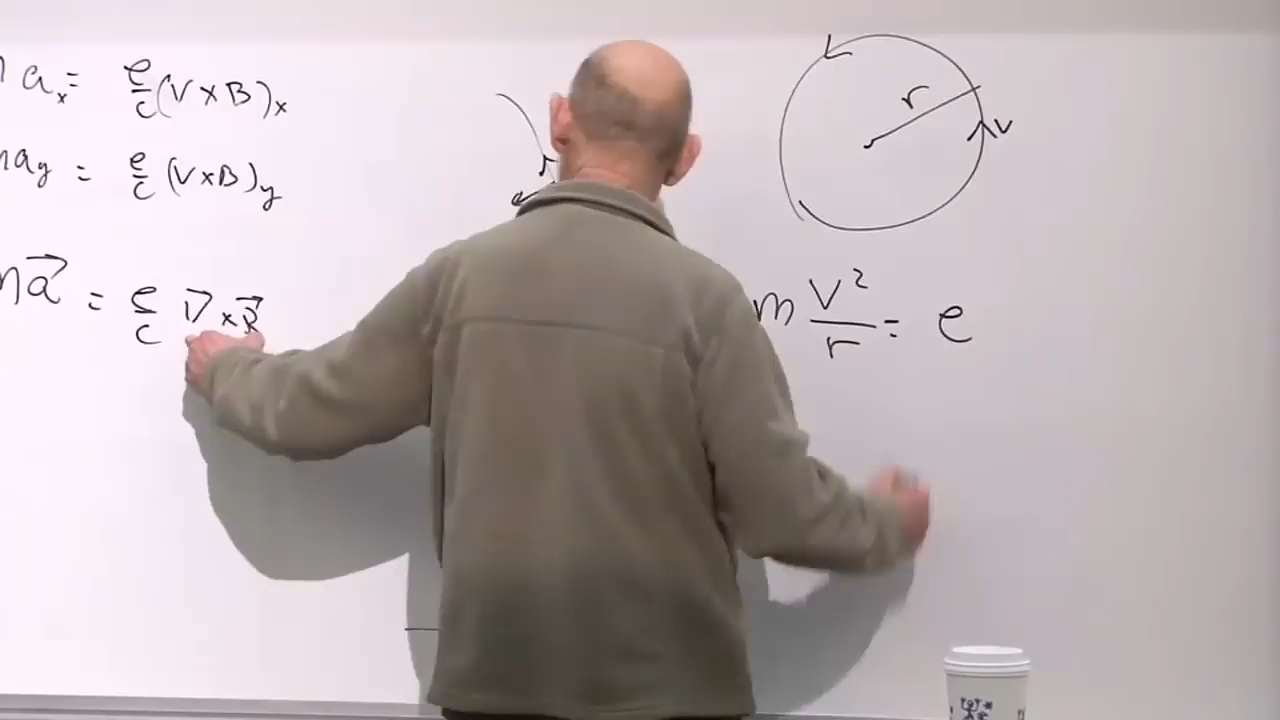 m a_x = e/c (V×B)_x
m a_y = e/c (V×B)_y
m a⃗ = e/c V⃗ × B⃗
r
r
V
m V²/r = e